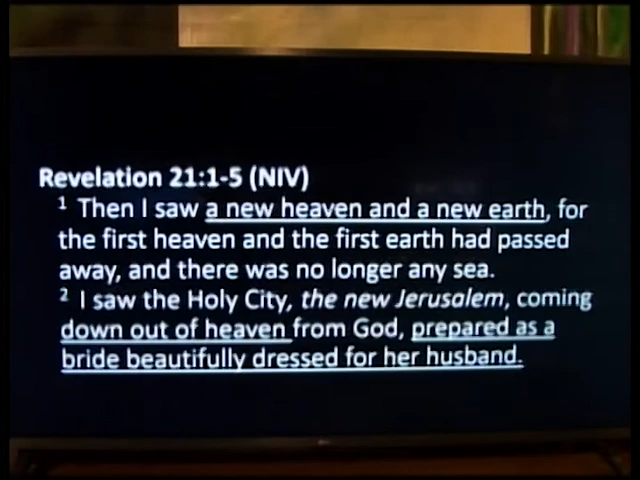 Revelation 21:1-5 (NIV)
1 Then I saw a new heaven and a new earth, for
the first heaven and the first earth had passed
away, and there was no longer any sea.
2 I saw the Holy City, the new Jerusalem, coming
down out of heaven from God, prepared as a
bride beautifully dressed for her husband.